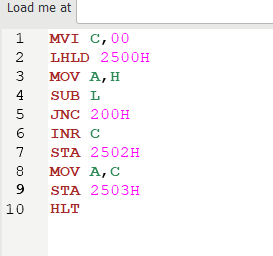 Load me at
1 MVI C,00
2 LHLD 2500H
3 MOV A,H
4 SUB L
5 JNC 200H
6 INR C
7 STA 2502H
8 MOV A,C
9 STA 2503H
10 HLT